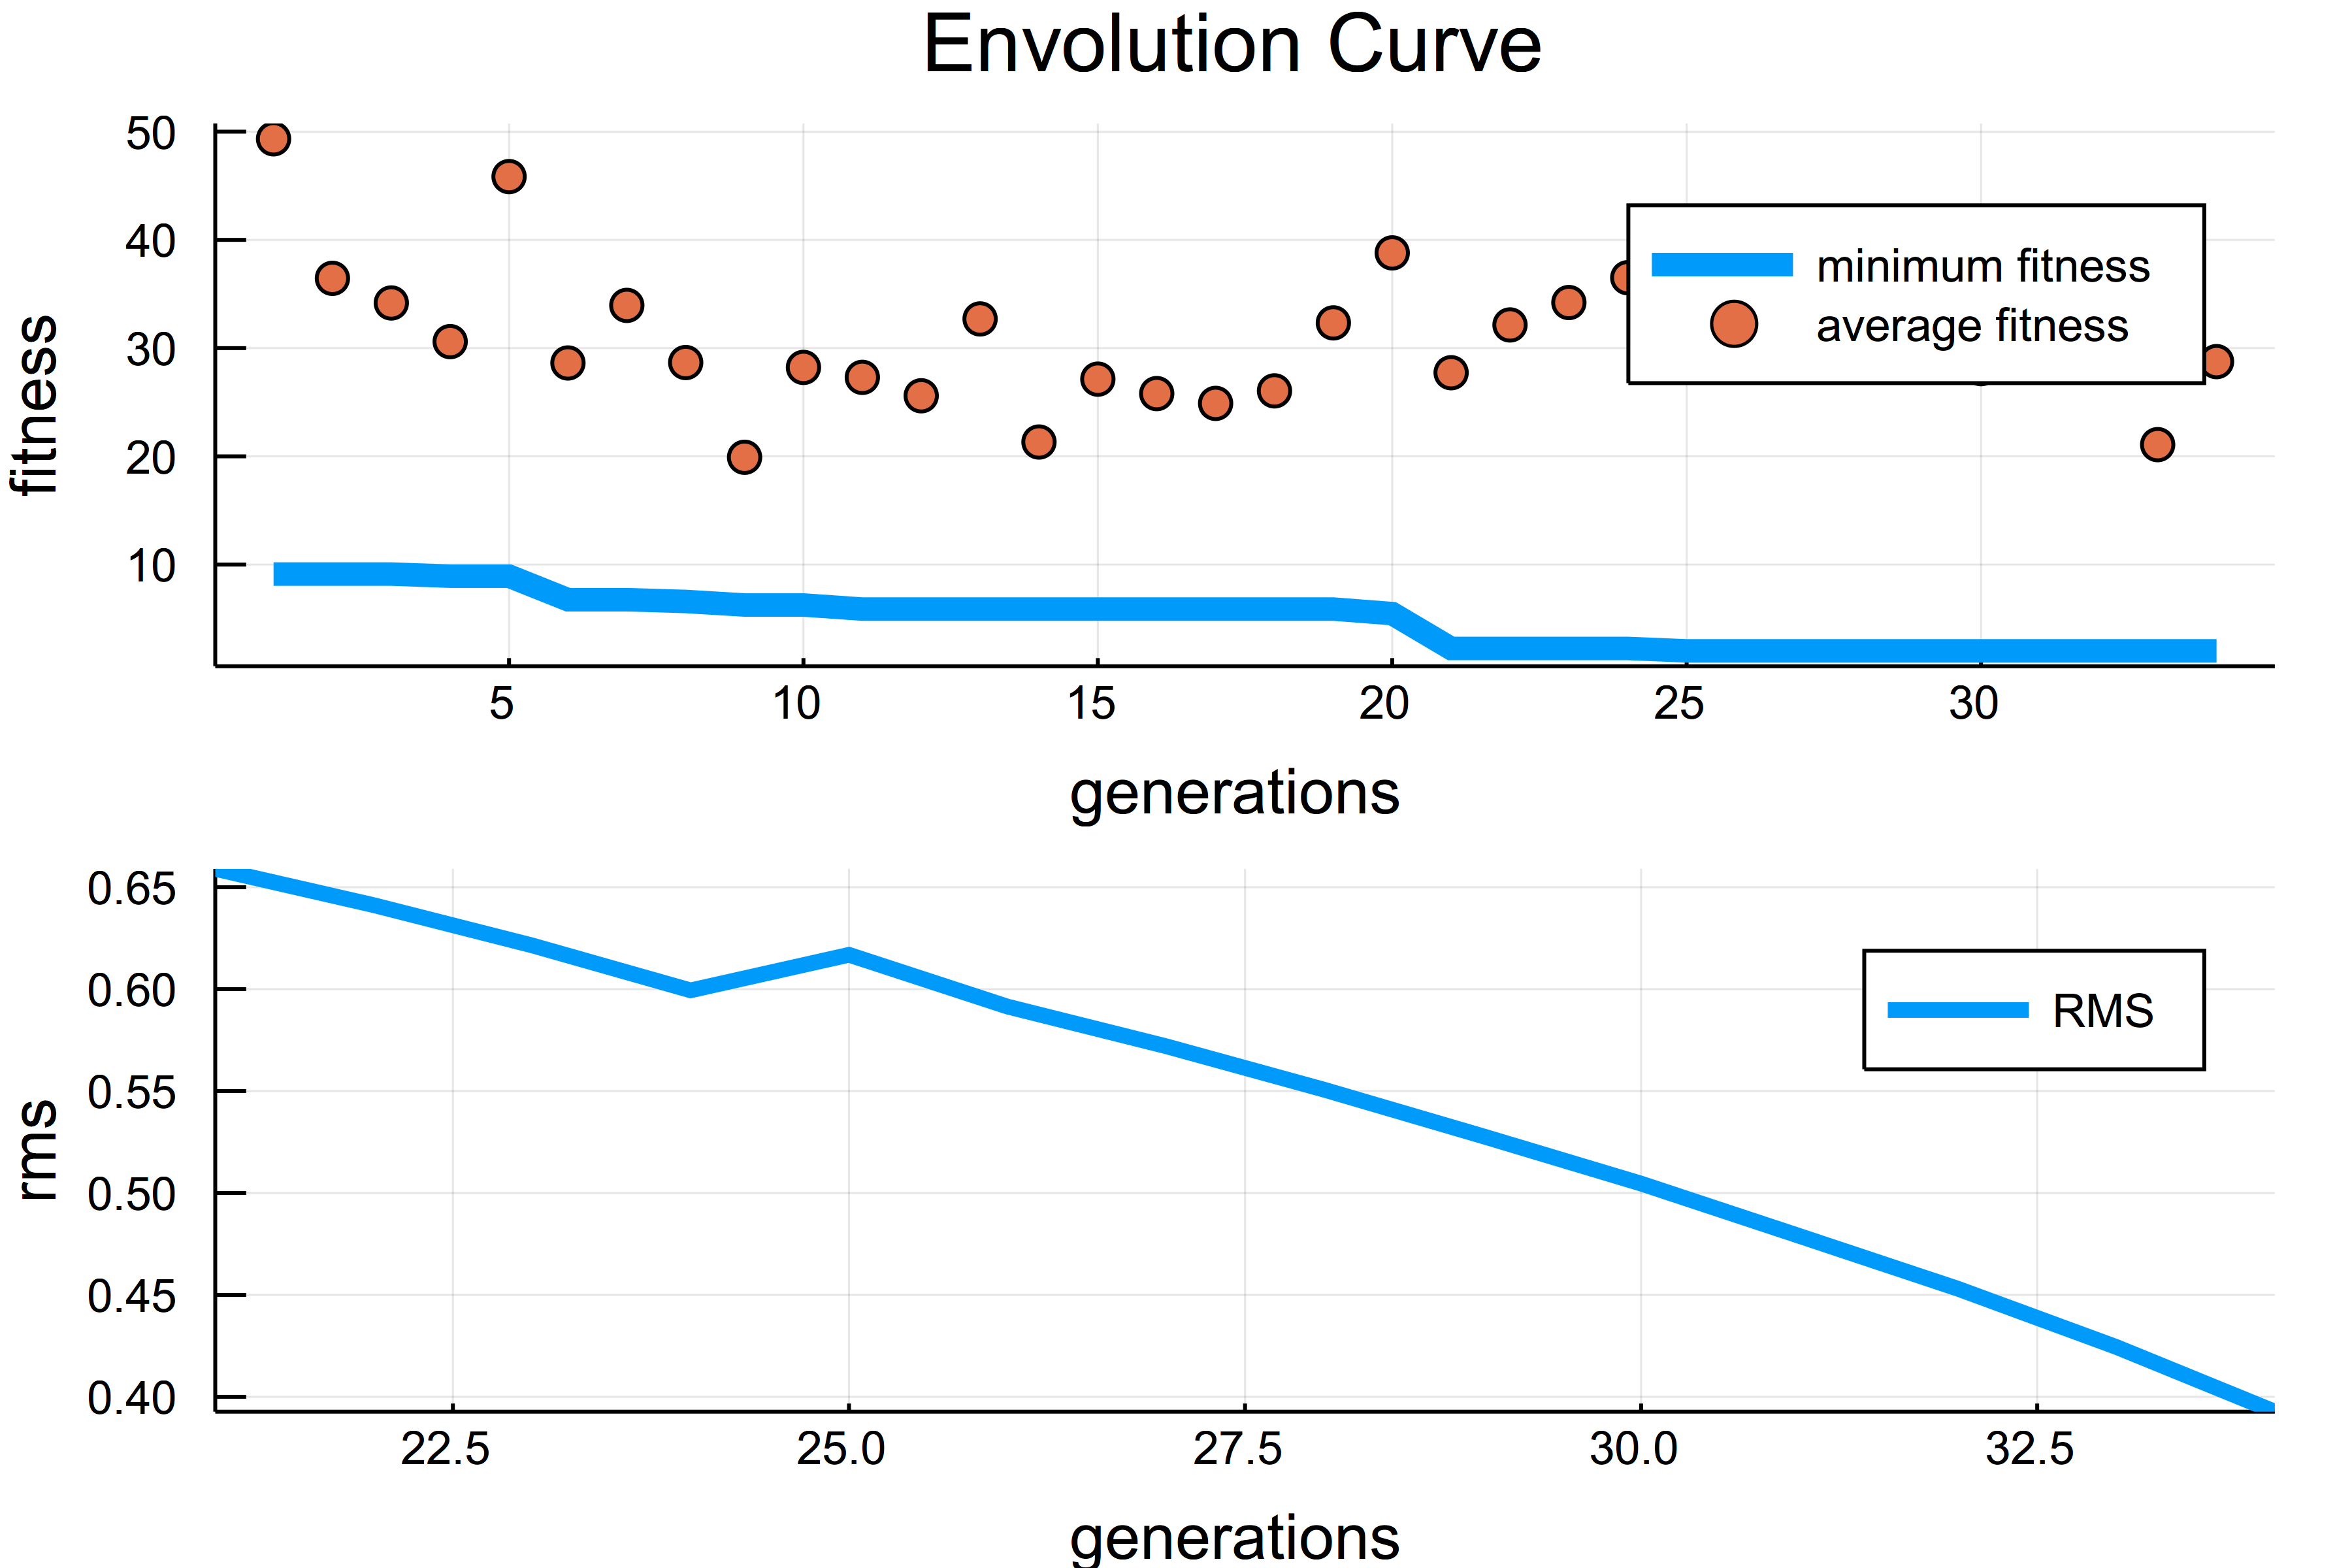 Envolution Curve
50
40
30
20
10
fitness
minimum fitness
average fitness
5 10 15 20 25 30
generations
0.65
0.60
0.55
0.50
0.45
0.40
rms
RMS
22.5 25.0 27.5 30.0 32.5
generations